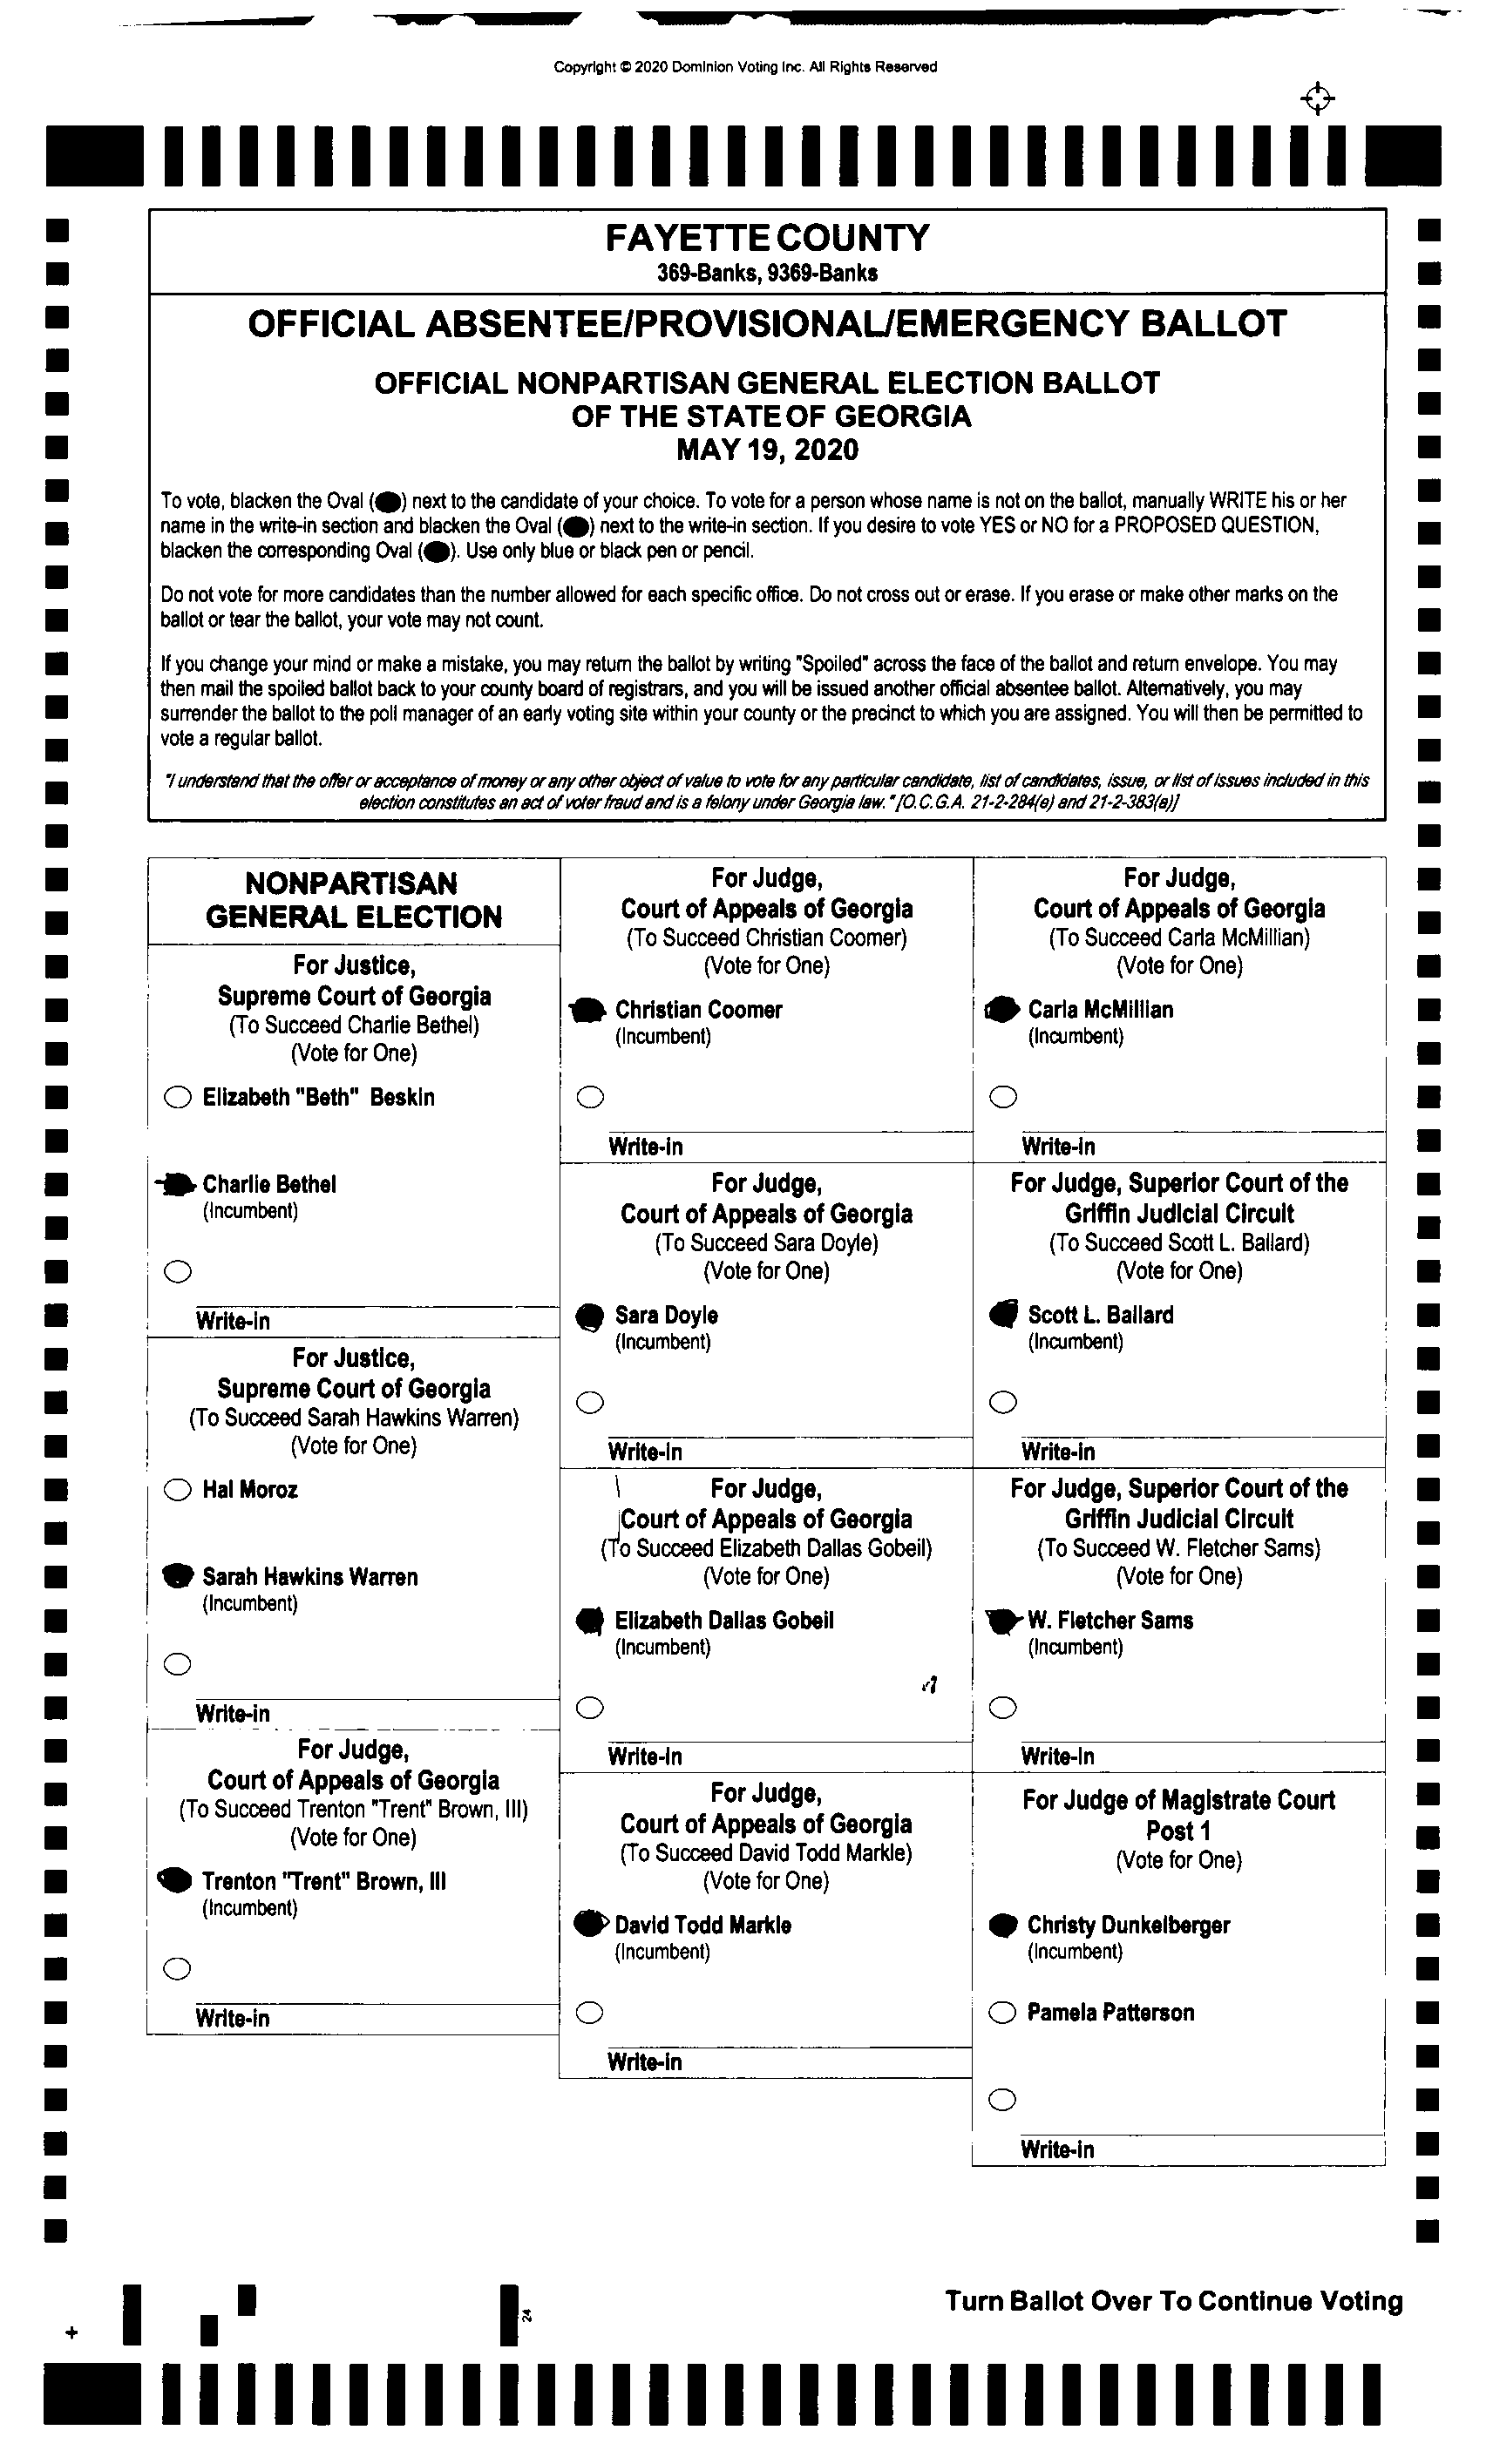 Copyright © 2020 Dominion Voting Inc. All Rights Reserved
FAYETTE COUNTY
369-Banks, 9369-Banks
OFFICIAL ABSENTEE/PROVISIONAL/EMERGENCY BALLOT
OFFICIAL NONPARTISAN GENERAL ELECTION BALLOT
OF THE STATE OF GEORGIA
MAY 19, 2020
To vote, blacken the Oval ( ) next to the candidate of your choice. To vote for a person whose name is not on the ballot, manually WRITE his or her
name in the write-in section and blacken the Oval ( ) next to the write-in section. If you desire to vote YES or NO for a PROPOSED QUESTION,
blacken the corresponding Oval ( ). Use only blue or black pen or pencil.
Do not vote for more candidates than the number allowed for each specific office. Do not cross out or erase. If you erase or make other marks on the
ballot or tear the ballot, your vote may not count.
If you change your mind or make a mistake, you may return the ballot by writing "Spoiled" across the face of the ballot and return envelope. You may
then mail the spoiled ballot back to your county board of registrars, and you will be issued another official absentee ballot. Alternatively, you may
surrender the ballot to the poll manager of an early voting site within your county or the precinct to which you are assigned. You will then be permitted to
vote a regular ballot.
"I understand that the offer or acceptance of money or any other object of value to vote for any particular candidate, list of candidates, issue, or list of issues included in this
election constitutes an act of voter fraud and is a felony under Georgia law." [O.C.G.A. 21-2-284(e) and 21-2-383(a)]
NONPARTISAN
GENERAL ELECTION
For Justice,
Supreme Court of Georgia
(To Succeed Charlie Bethel)
(Vote for One)
Elizabeth "Beth" Beskin
Charlie Bethel
(Incumbent)
Write-in
For Justice,
Supreme Court of Georgia
(To Succeed Sarah Hawkins Warren)
(Vote for One)
Hal Moroz
Sarah Hawkins Warren
(Incumbent)
Write-in
For Judge,
Court of Appeals of Georgia
(To Succeed Trenton "Trent" Brown, III)
(Vote for One)
Trenton "Trent" Brown, III
(Incumbent)
Write-in
For Judge,
Court of Appeals of Georgia
(To Succeed Christian Coomer)
(Vote for One)
Christian Coomer
(Incumbent)
Write-in
For Judge,
Court of Appeals of Georgia
(To Succeed Sara Doyle)
(Vote for One)
Sara Doyle
(Incumbent)
Write-in
For Judge,
Court of Appeals of Georgia
(To Succeed Elizabeth Dallas Gobeil)
(Vote for One)
Elizabeth Dallas Gobeil
(Incumbent)
Write-in
For Judge,
Court of Appeals of Georgia
(To Succeed David Todd Markle)
(Vote for One)
David Todd Markle
(Incumbent)
Write-in
For Judge,
Court of Appeals of Georgia
(To Succeed Carla McMillian)
(Vote for One)
Carla McMillian
(Incumbent)
Write-in
For Judge, Superior Court of the
Griffin Judicial Circuit
(To Succeed Scott L. Ballard)
(Vote for One)
Scott L. Ballard
(Incumbent)
Write-in
For Judge, Superior Court of the
Griffin Judicial Circuit
(To Succeed W. Fletcher Sams)
(Vote for One)
W. Fletcher Sams
(Incumbent)
Write-in
For Judge of Magistrate Court
Post 1
(Vote for One)
Christy Dunkelberger
(Incumbent)
Pamela Patterson
Write-in
24
Turn Ballot Over To Continue Voting